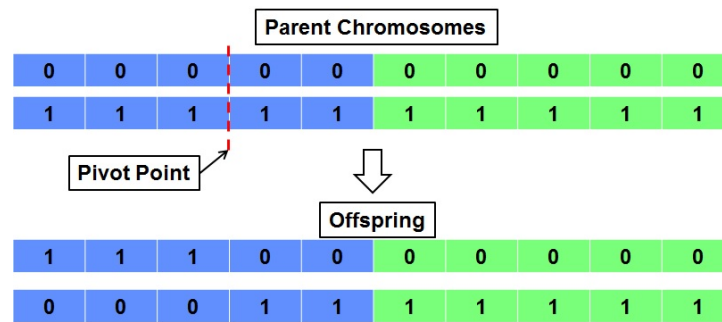 Parent Chromosomes
0 0 0 0 0 0 0 0 0 0
1 1 1 1 1 1 1 1 1 1
Pivot Point
Offspring
1 1 1 0 0 0 0 0 0 0
0 0 0 1 1 1 1 1 1 1